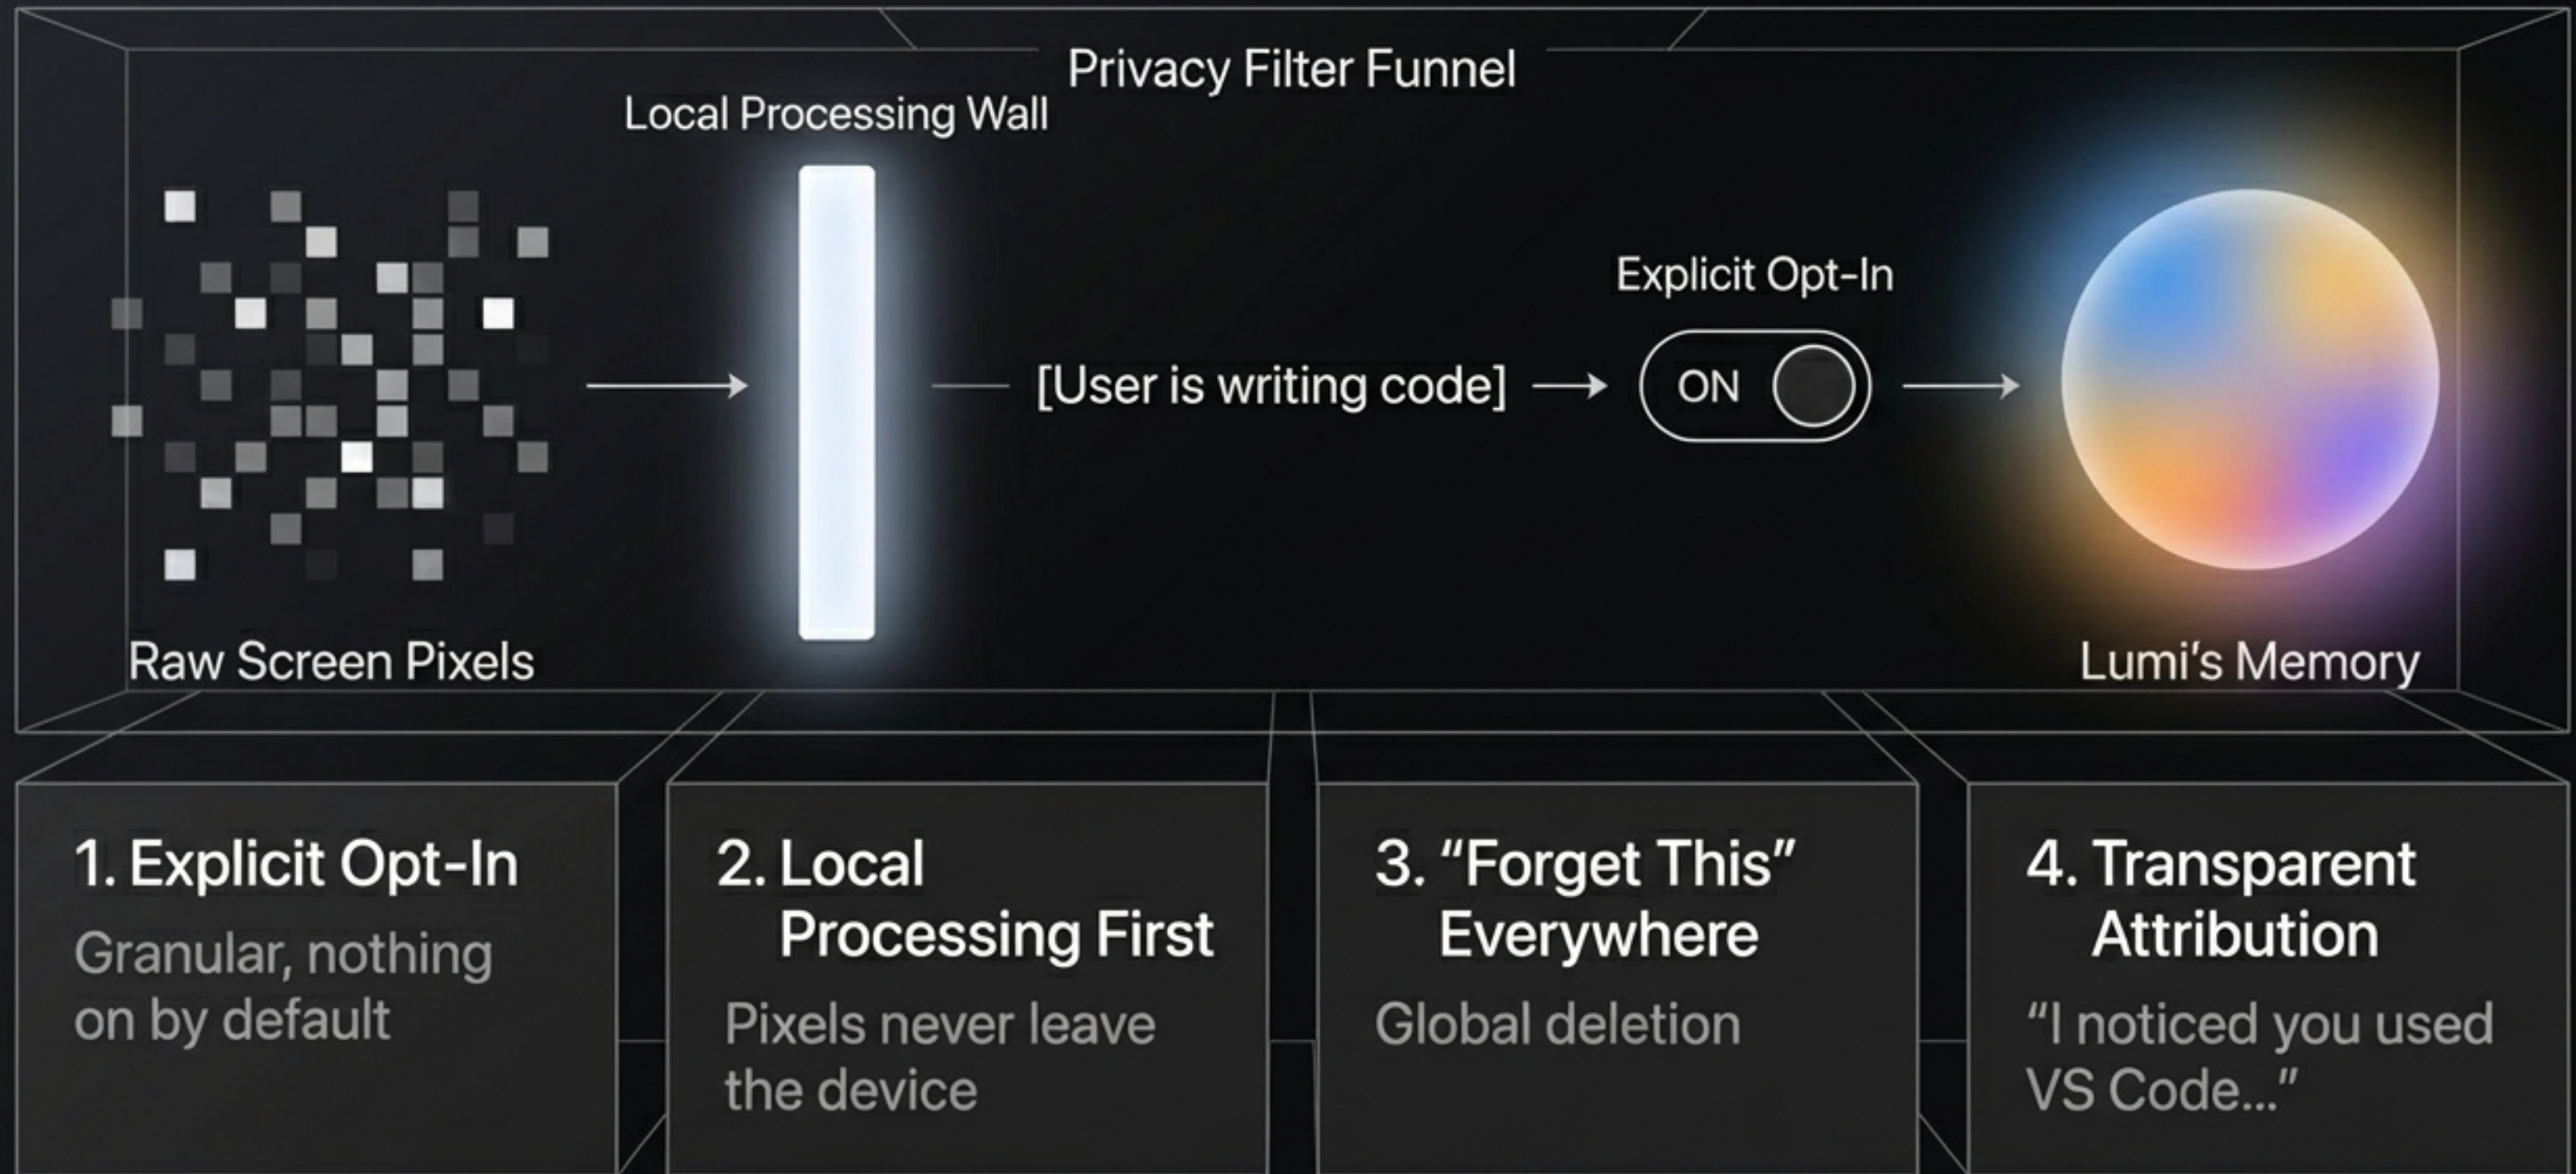 Privacy Filter Funnel
Local Processing Wall
Explicit Opt-In
[User is writing code]
ON
Raw Screen Pixels
Lumi’s Memory
1. Explicit Opt-In
Granular, nothing
on by default
2. Local
Processing First
Pixels never leave
the device
3. “Forget This”
Everywhere
Global deletion
4. Transparent
Attribution
“I noticed you used
VS Code...”